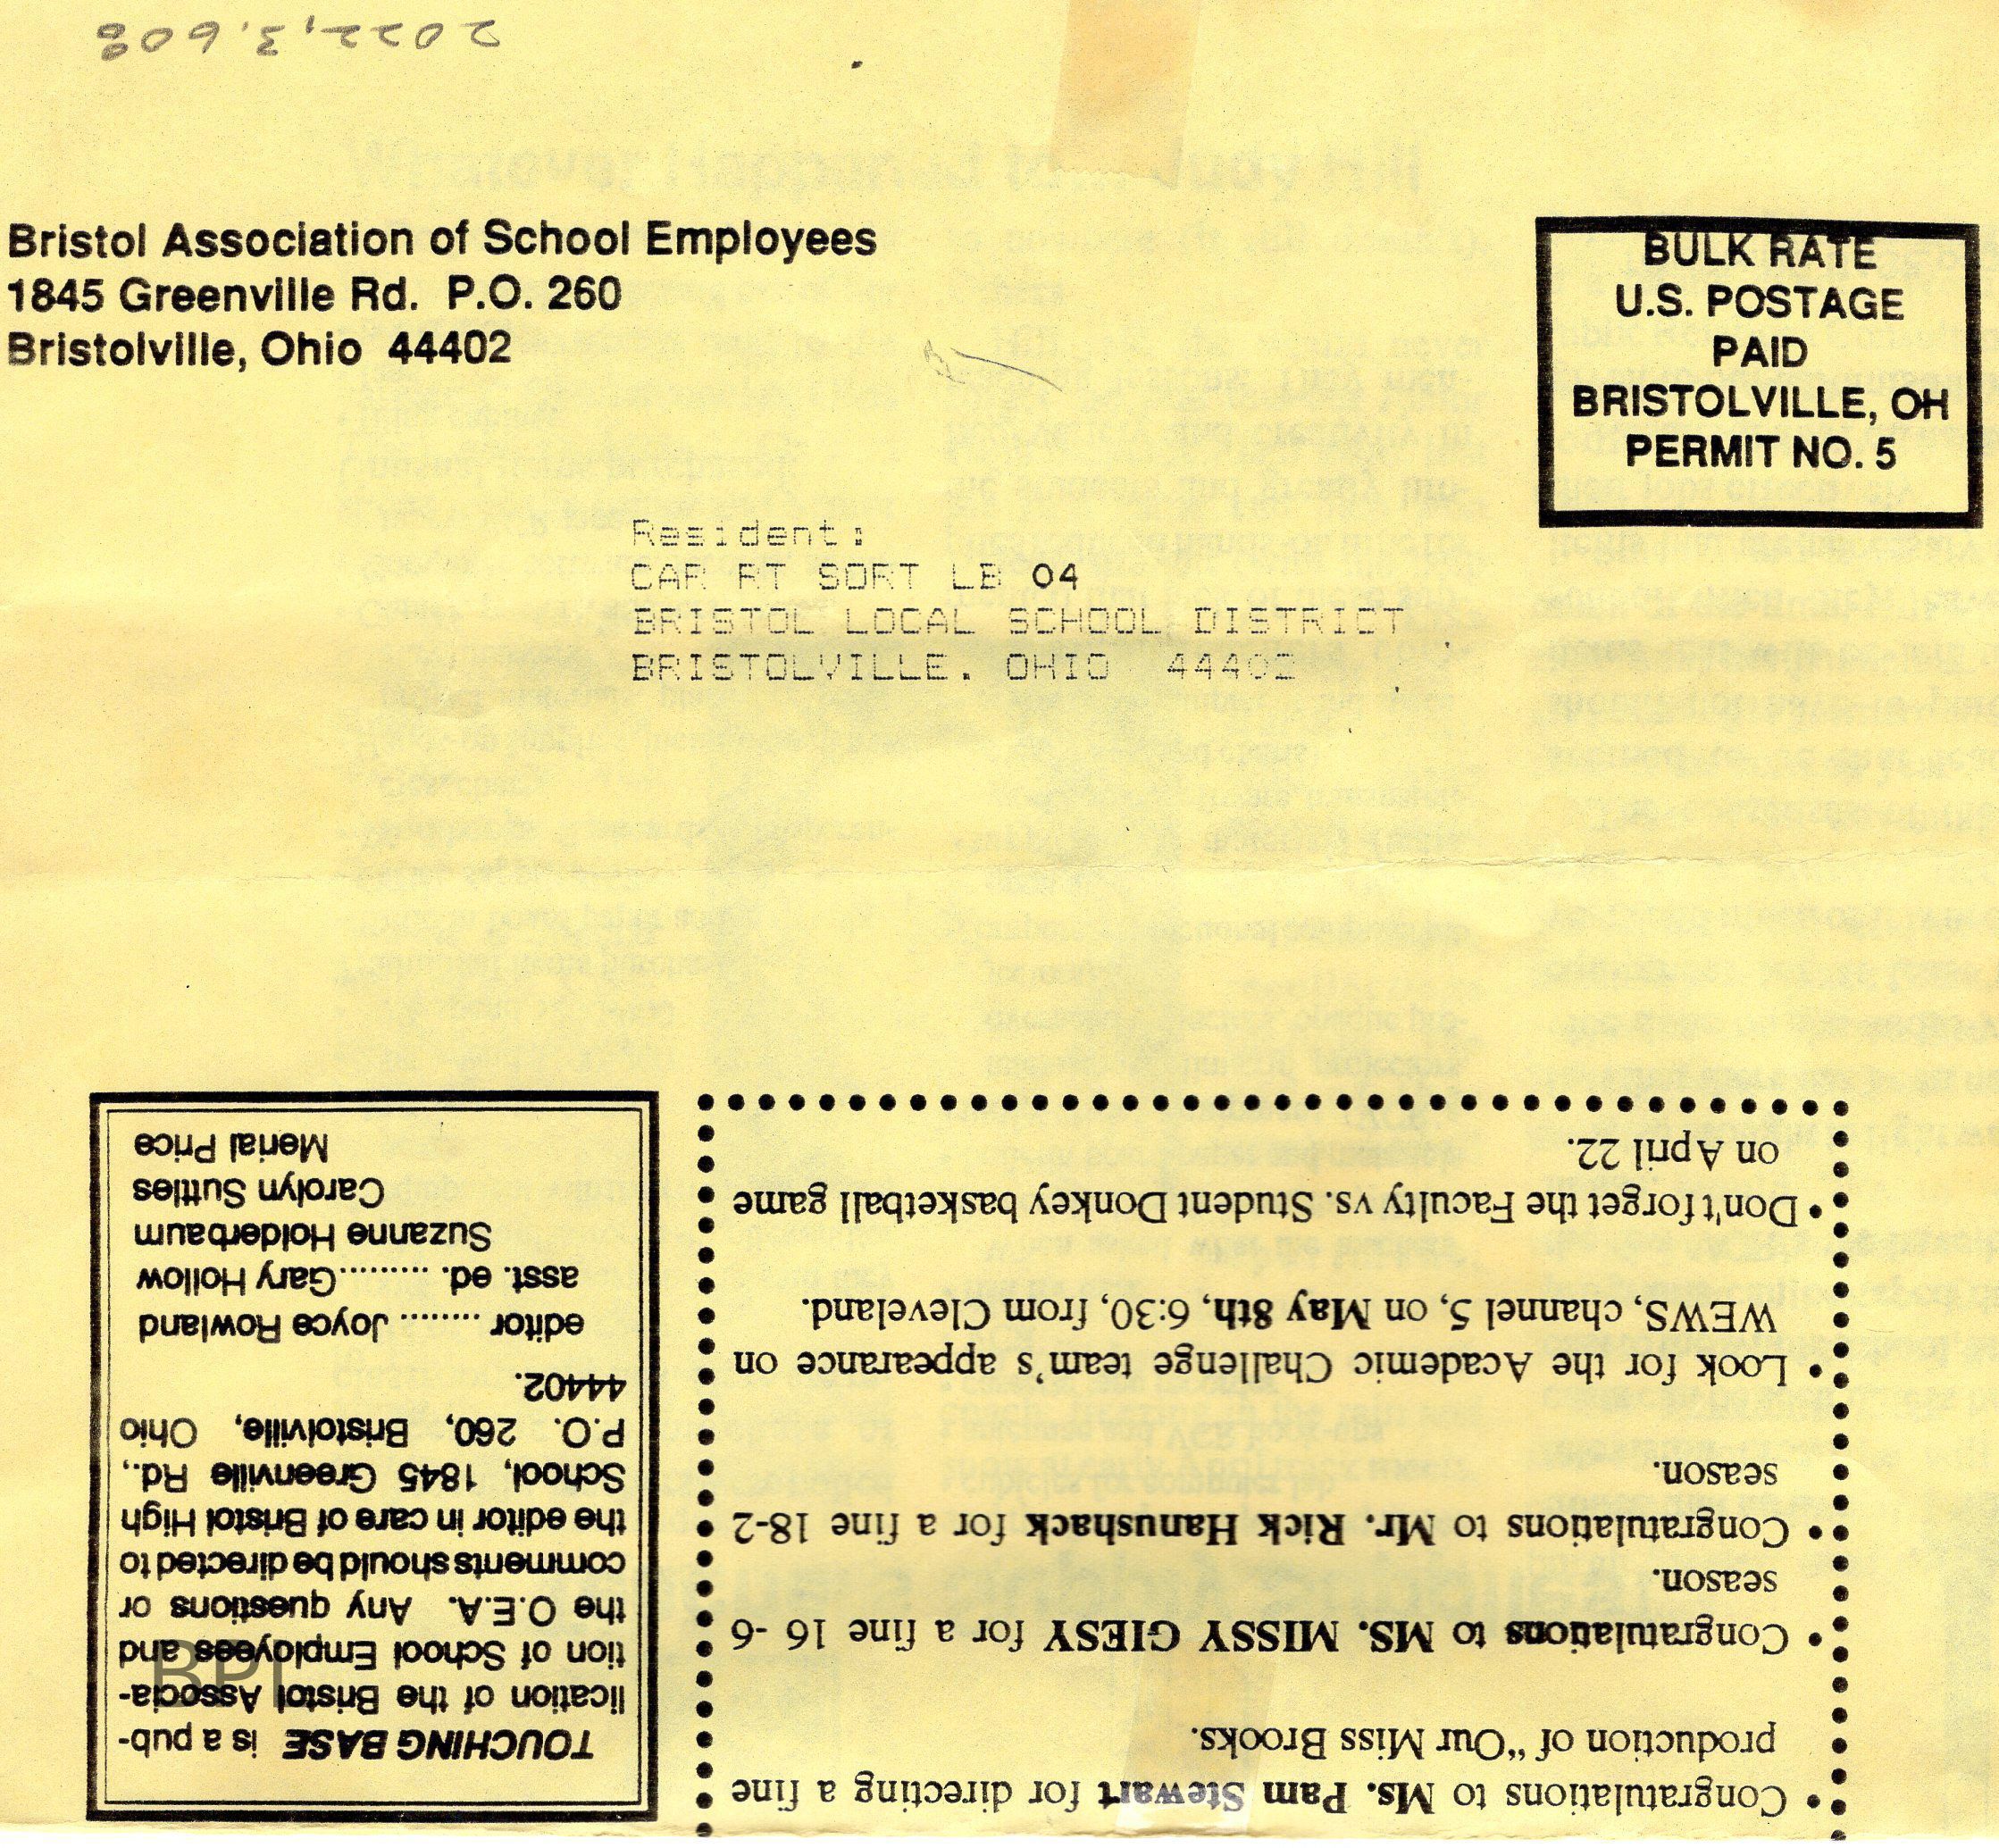 2022.3.608
Bristol Association of School Employees
1845 Greenville Rd.  P.O. 260
Bristolville, Ohio  44402
BULK RATE
U.S. POSTAGE
PAID
BRISTOLVILLE, OH
PERMIT NO. 5
Resident:
CAR RT SORT LB 04
BRISTOL LOCAL SCHOOL DISTRICT
BRISTOLVILLE. OHIO  44402
• Congratulations to Ms. Pam Stewart for directing a fine
production of "Our Miss Brooks.
• Congratulations to MS. MISSY GIESY for a fine 16 -6
season.
• Congratulations to Mr. Rick Hanushack for a fine 18-2
season.
• Look for the Academic Challenge team's appearance on
WEWS, channel 5, on May 8th, 6:30, from Cleveland.
• Don't forget the Faculty vs. Student Donkey basketball game
on April 22.
TOUCHING BASE is a pub-
lication of the Bristol Associa-
tion of School Employees and
the O.E.A.  Any questions or
comments should be directed to
the editor in care of Bristol High
School, 1845 Greenville Rd.,
P.O. 260, Bristolville, Ohio
44402.
editor ........ Joyce Rowland
asst. ed. ..........Gary Hollow
Suzanne Holderbaum
Carolyn Suttles
Merial Price
BPL